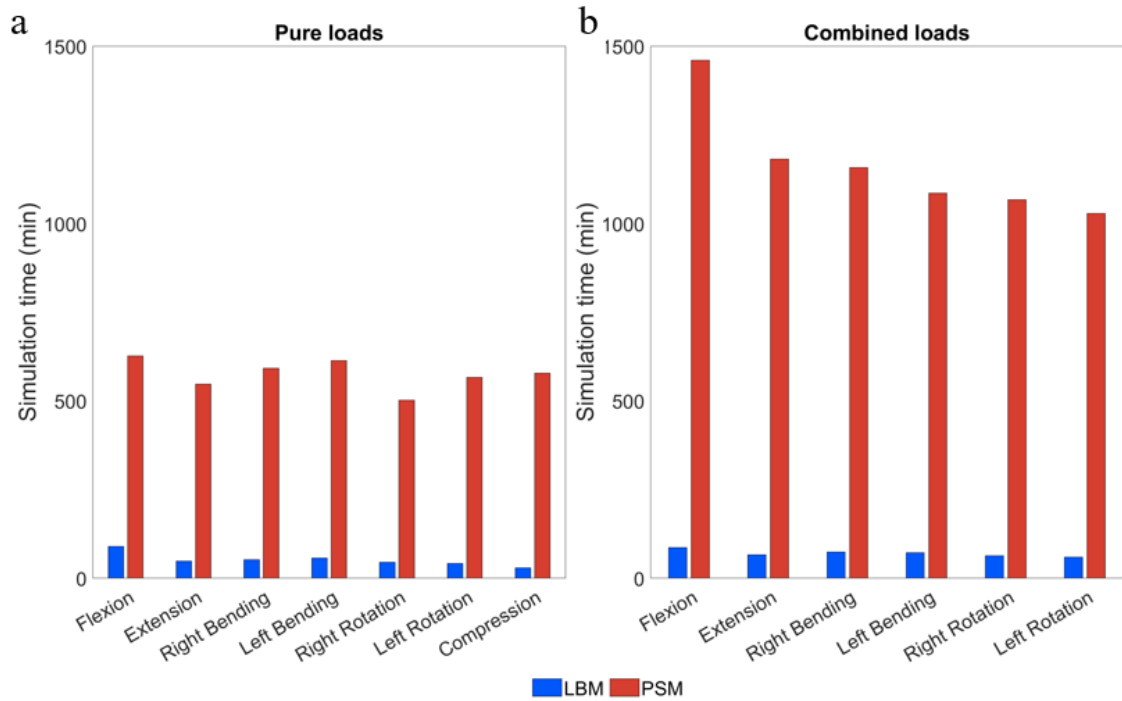 a
Pure loads
1500
1000
500
0
Simulation time (min)
Flexion
Extension
Right Bending
Left Bending
Right Rotation
Left Rotation
Compression
b
Combined loads
1500
1000
500
0
Simulation time (min)
Flexion
Extension
Right Bending
Left Bending
Right Rotation
Left Rotation
LBM PSM